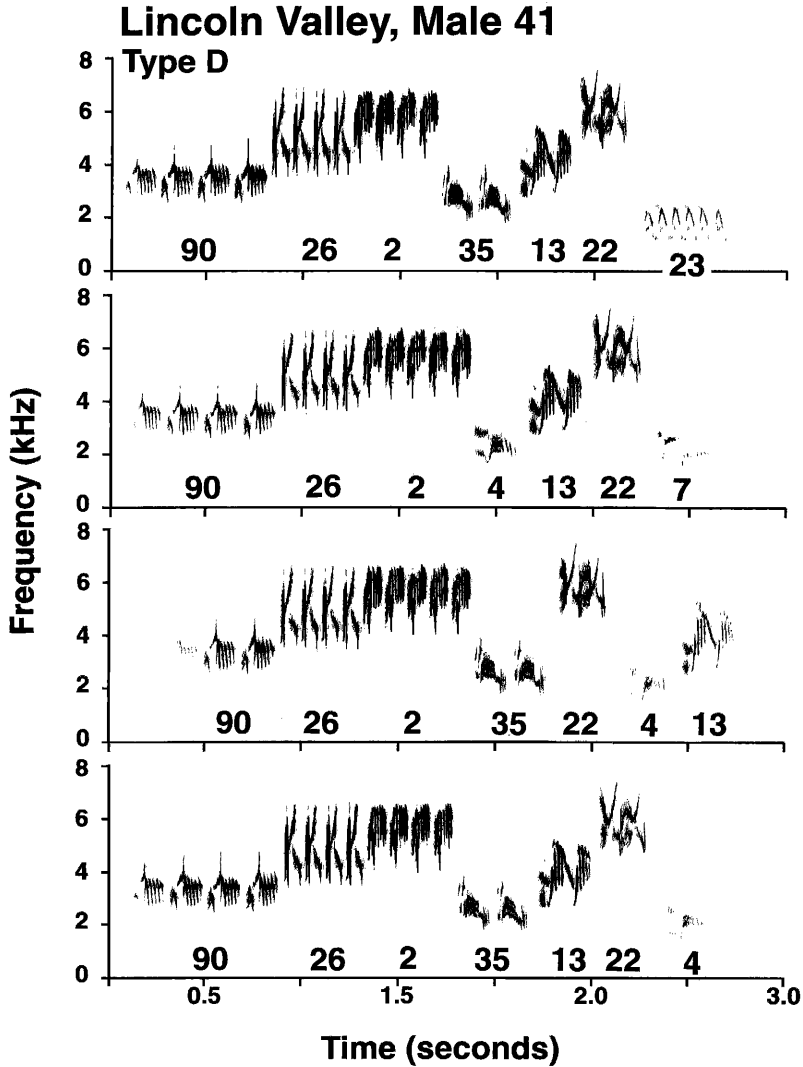 Lincoln Valley, Male 41
Type D
8
6
4
2
0
90 26 2 35 13 22 23
8
6
4
2
0
90 26 2 4 13 22 7
Frequency (kHz)
8
6
4
2
0
90 26 2 35 22 4 13
8
6
4
2
0
90 26 2 35 13 22 4
0.5 1.5 2.0 3.0
Time (seconds)